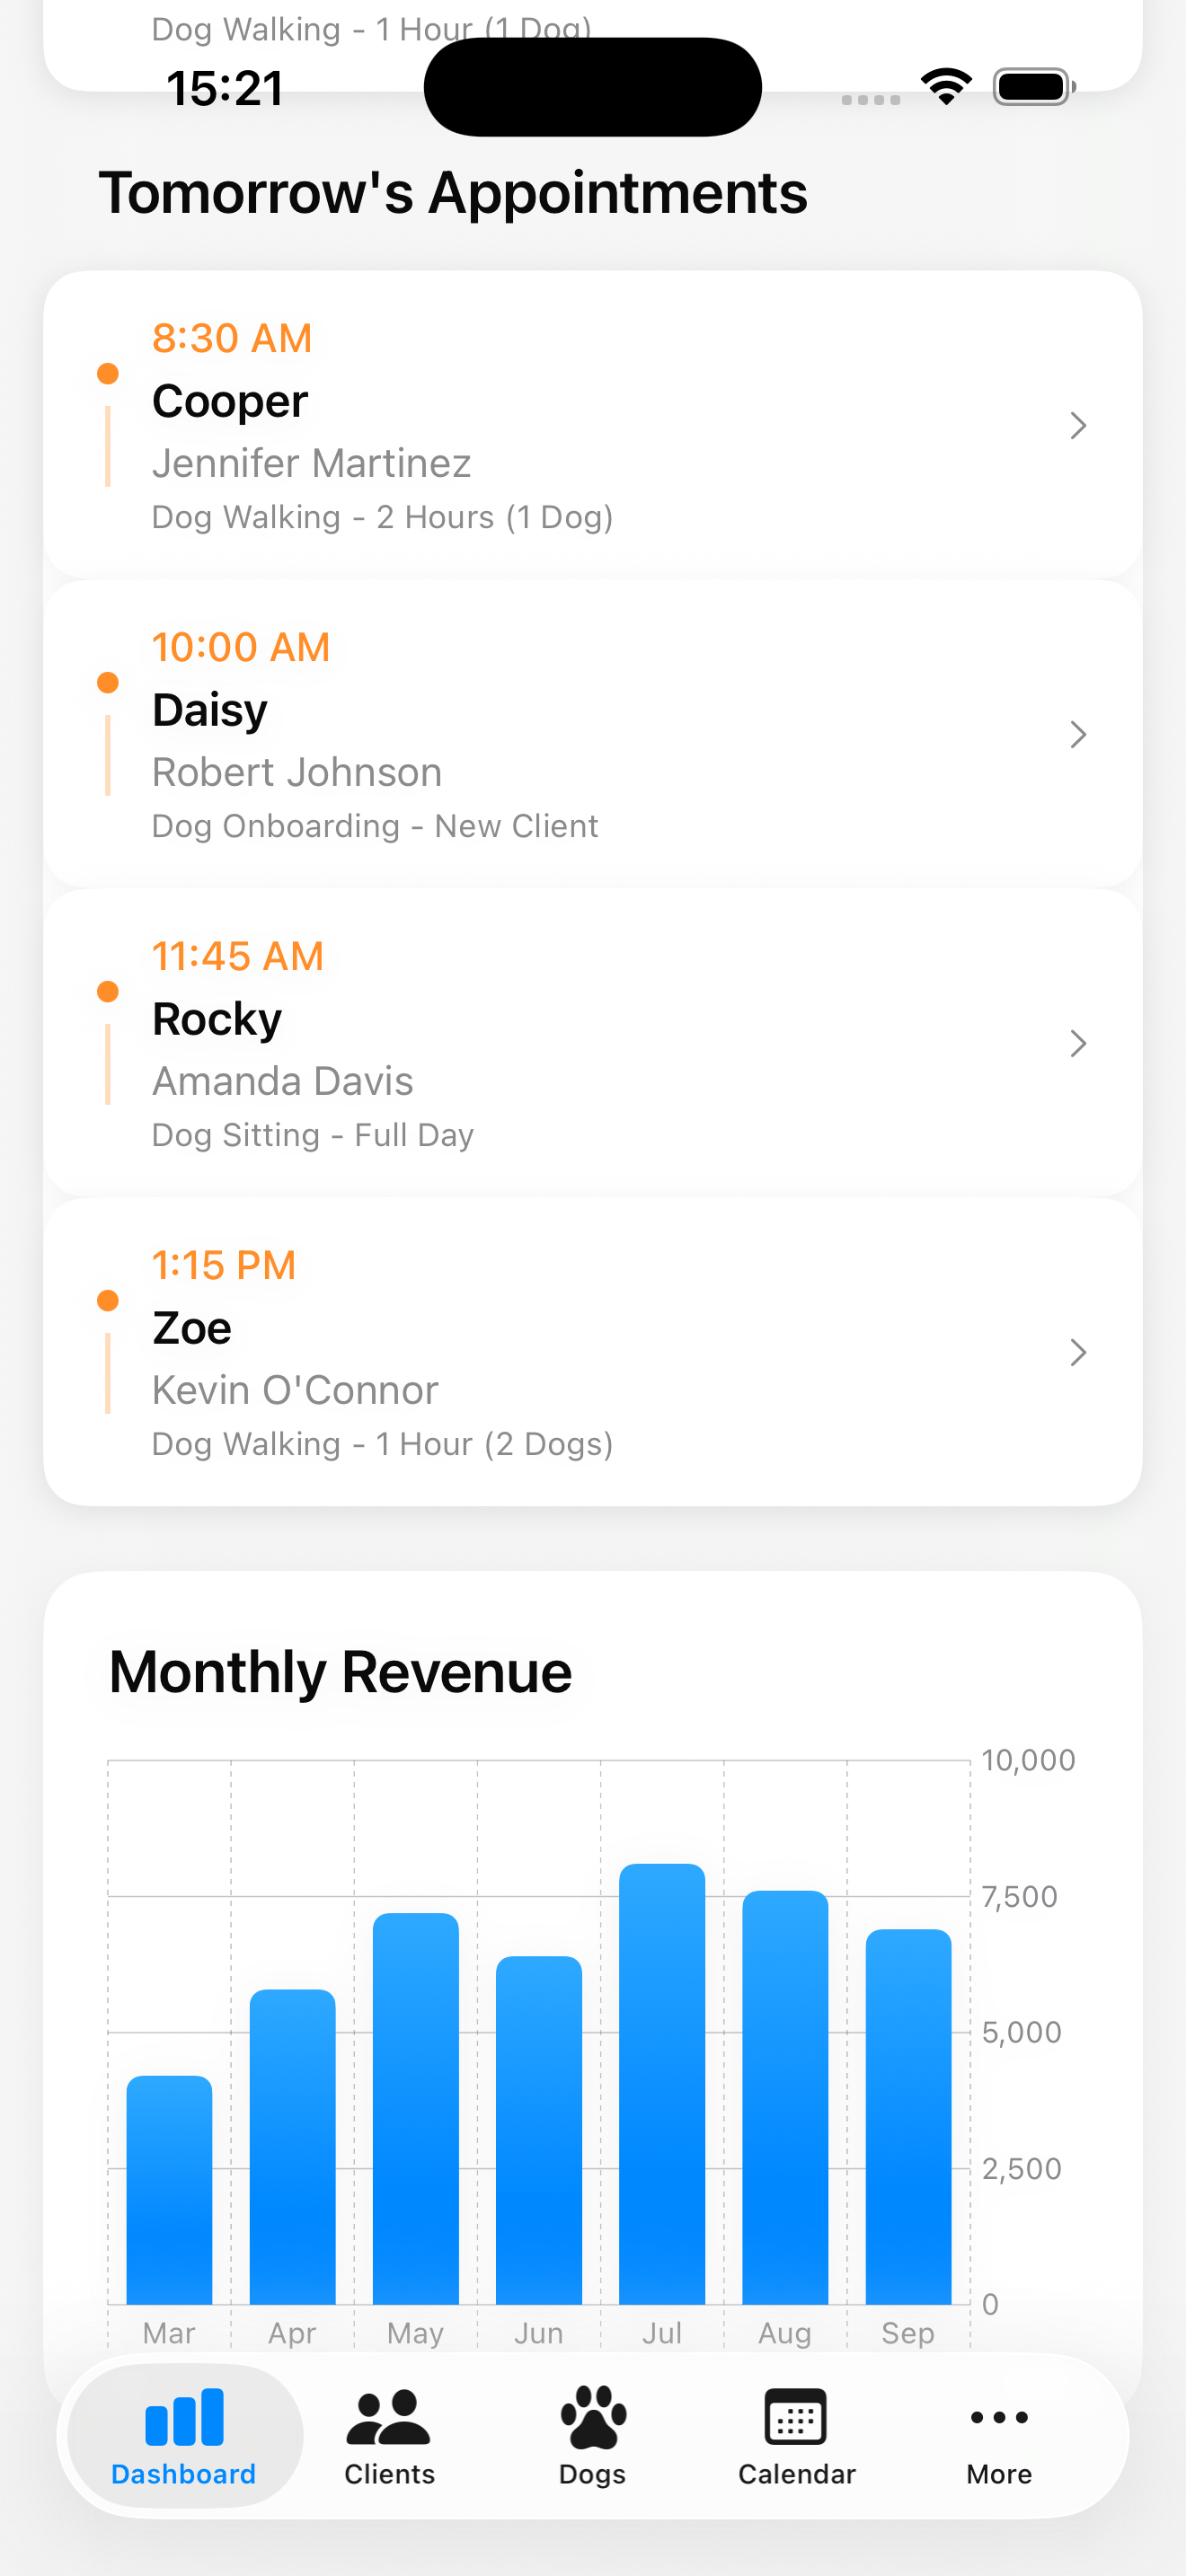 Dog Walking - 1 Hour (1 Dog)
15:21
Tomorrow's Appointments
8:30 AM
Cooper
Jennifer Martinez
Dog Walking - 2 Hours (1 Dog)
10:00 AM
Daisy
Robert Johnson
Dog Onboarding - New Client
11:45 AM
Rocky
Amanda Davis
Dog Sitting - Full Day
1:15 PM
Zoe
Kevin O'Connor
Dog Walking - 1 Hour (2 Dogs)
Monthly Revenue
10,000
7,500
5,000
2,500
0
Mar Apr May Jun Jul Aug Sep
Dashboard Clients Dogs Calendar More